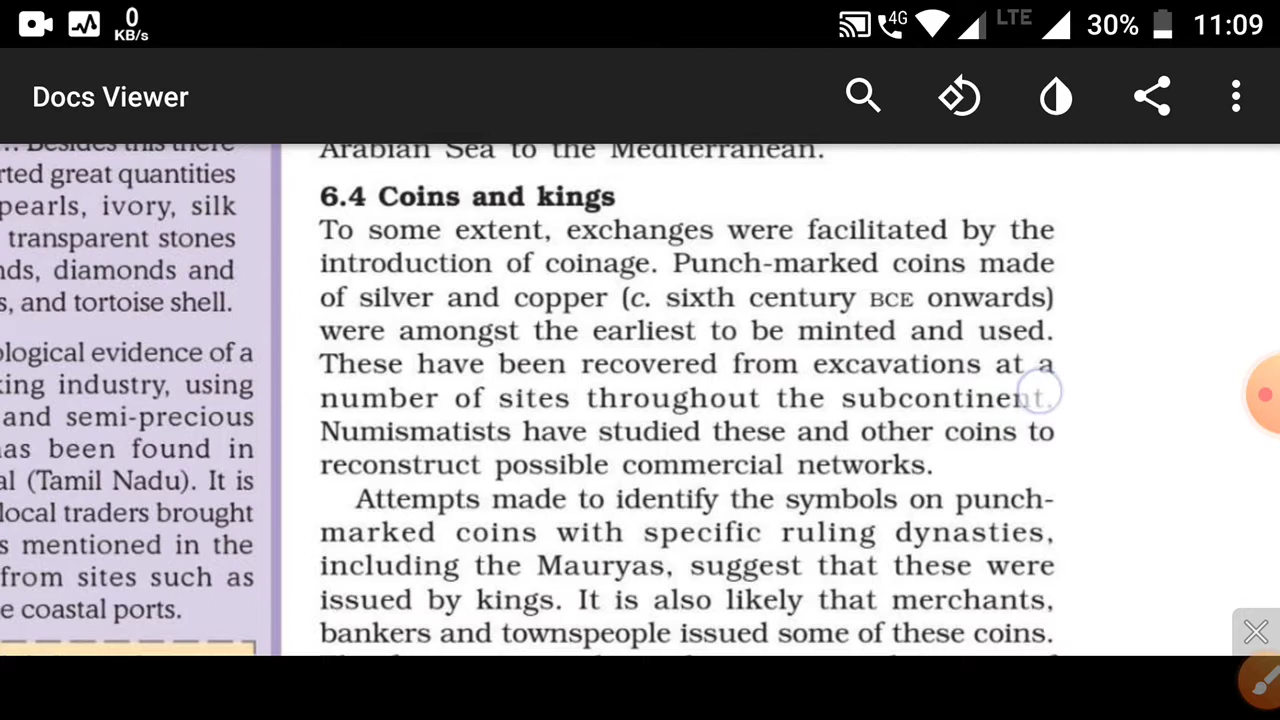 0
KB/s
4G
LTE
30%
11:09
Docs Viewer
... Besides this there
rted great quantities
pearls, ivory, silk
transparent stones
nds, diamonds and
s, and tortoise shell.
ological evidence of a
king industry, using
and semi-precious
has been found in
al (Tamil Nadu). It is
local traders brought
s mentioned in the
from sites such as
e coastal ports.
Arabian Sea to the Mediterranean.
6.4 Coins and kings
To some extent, exchanges were facilitated by the
introduction of coinage. Punch-marked coins made
of silver and copper (c. sixth century BCE onwards)
were amongst the earliest to be minted and used.
These have been recovered from excavations at a
number of sites throughout the subcontinent.
Numismatists have studied these and other coins to
reconstruct possible commercial networks.
Attempts made to identify the symbols on punch-
marked coins with specific ruling dynasties,
including the Mauryas, suggest that these were
issued by kings. It is also likely that merchants,
bankers and townspeople issued some of these coins.